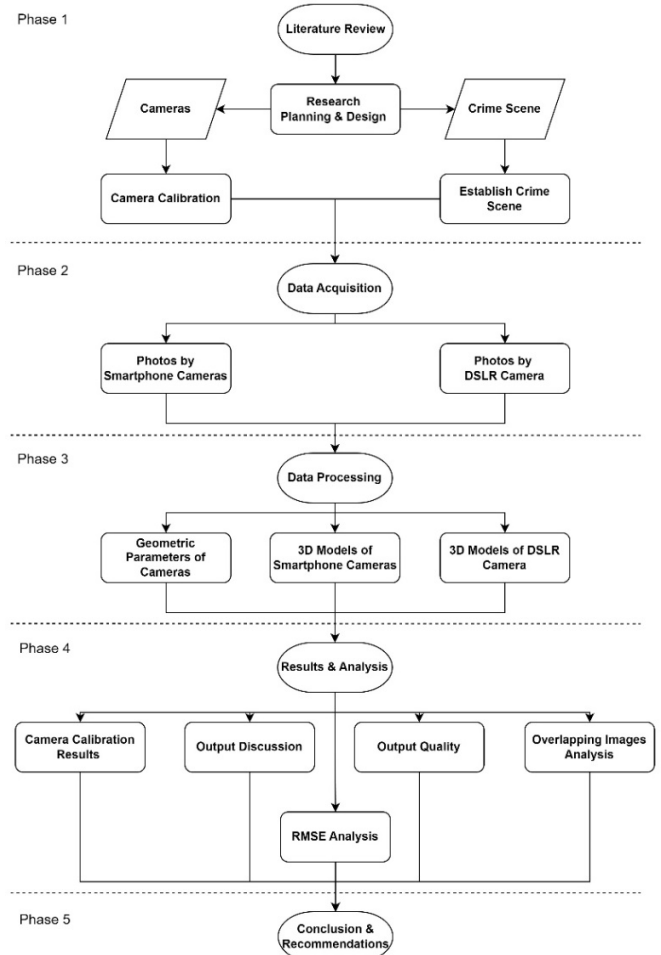 Phase 1
Literature Review
Cameras
Research
Planning & Design
Crime Scene
Camera Calibration
Establish Crime
Scene
Phase 2
Data Acquisition
Photos by
Smartphone Cameras
Photos by
DSLR Camera
Phase 3
Data Processing
Geometric
Parameters of
Cameras
3D Models of
Smartphone Cameras
3D Models of DSLR
Camera
Phase 4
Results & Analysis
Camera Calibration
Results
Output Discussion
Output Quality
Overlapping Images
Analysis
RMSE Analysis
Phase 5
Conclusion &
Recommendations